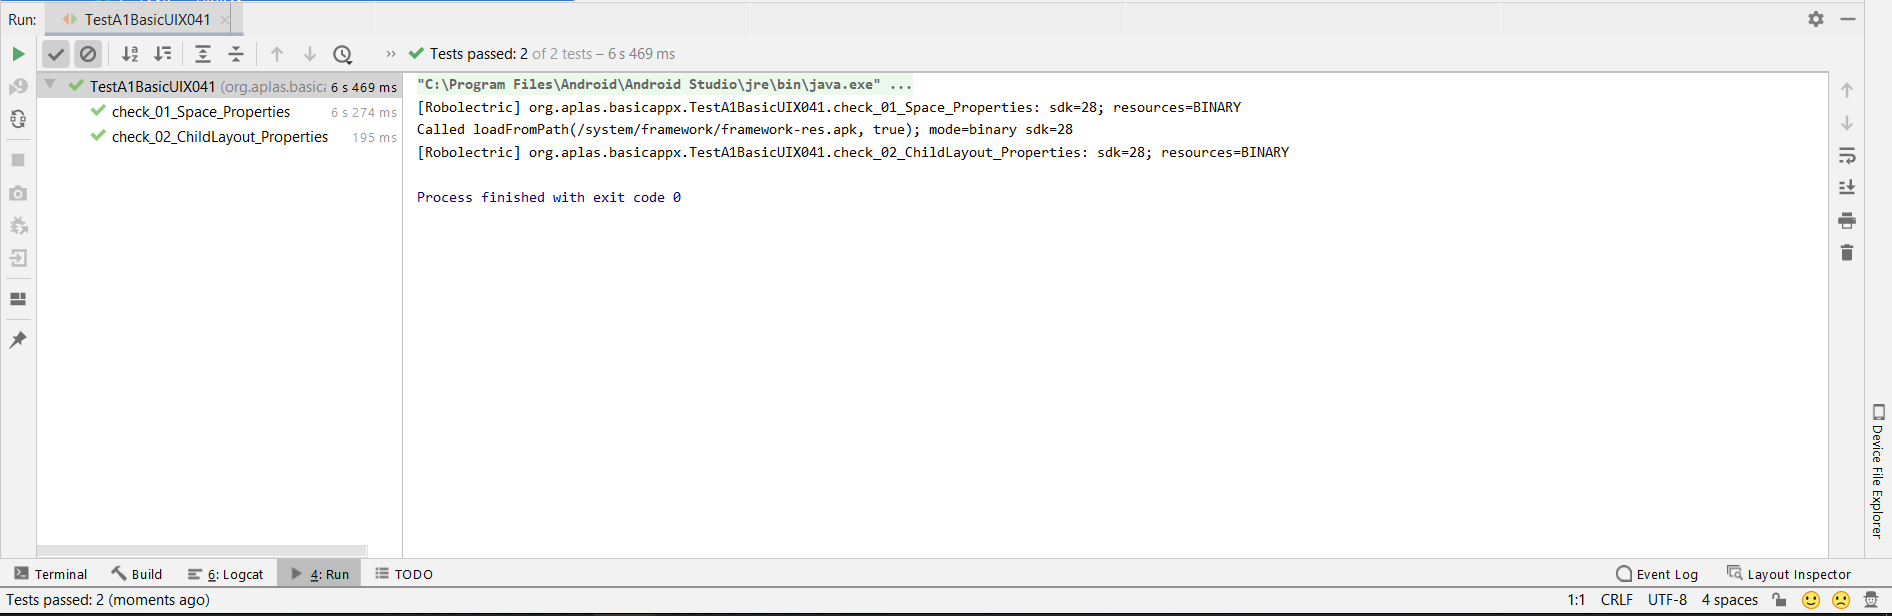 Run: TestA1BasicUIX041
Tests passed: 2 of 2 tests – 6 s 469 ms
TestA1BasicUIX041 (org.aplas.basica 6 s 469 ms
check_01_Space_Properties 6 s 274 ms
check_02_ChildLayout_Properties 195 ms
"C:\Program Files\Android\Android Studio\jre\bin\java.exe" ...
[Robolectric] org.aplas.basicappx.TestA1BasicUIX041.check_01_Space_Properties: sdk=28; resources=BINARY
Called loadFromPath(/system/framework/framework-res.apk, true); mode=binary sdk=28
[Robolectric] org.aplas.basicappx.TestA1BasicUIX041.check_02_ChildLayout_Properties: sdk=28; resources=BINARY
Process finished with exit code 0
Device File Explorer
Terminal Build 6: Logcat 4: Run TODO Event Log Layout Inspector
Tests passed: 2 (moments ago) 1:1 CRLF UTF-8 4 spaces